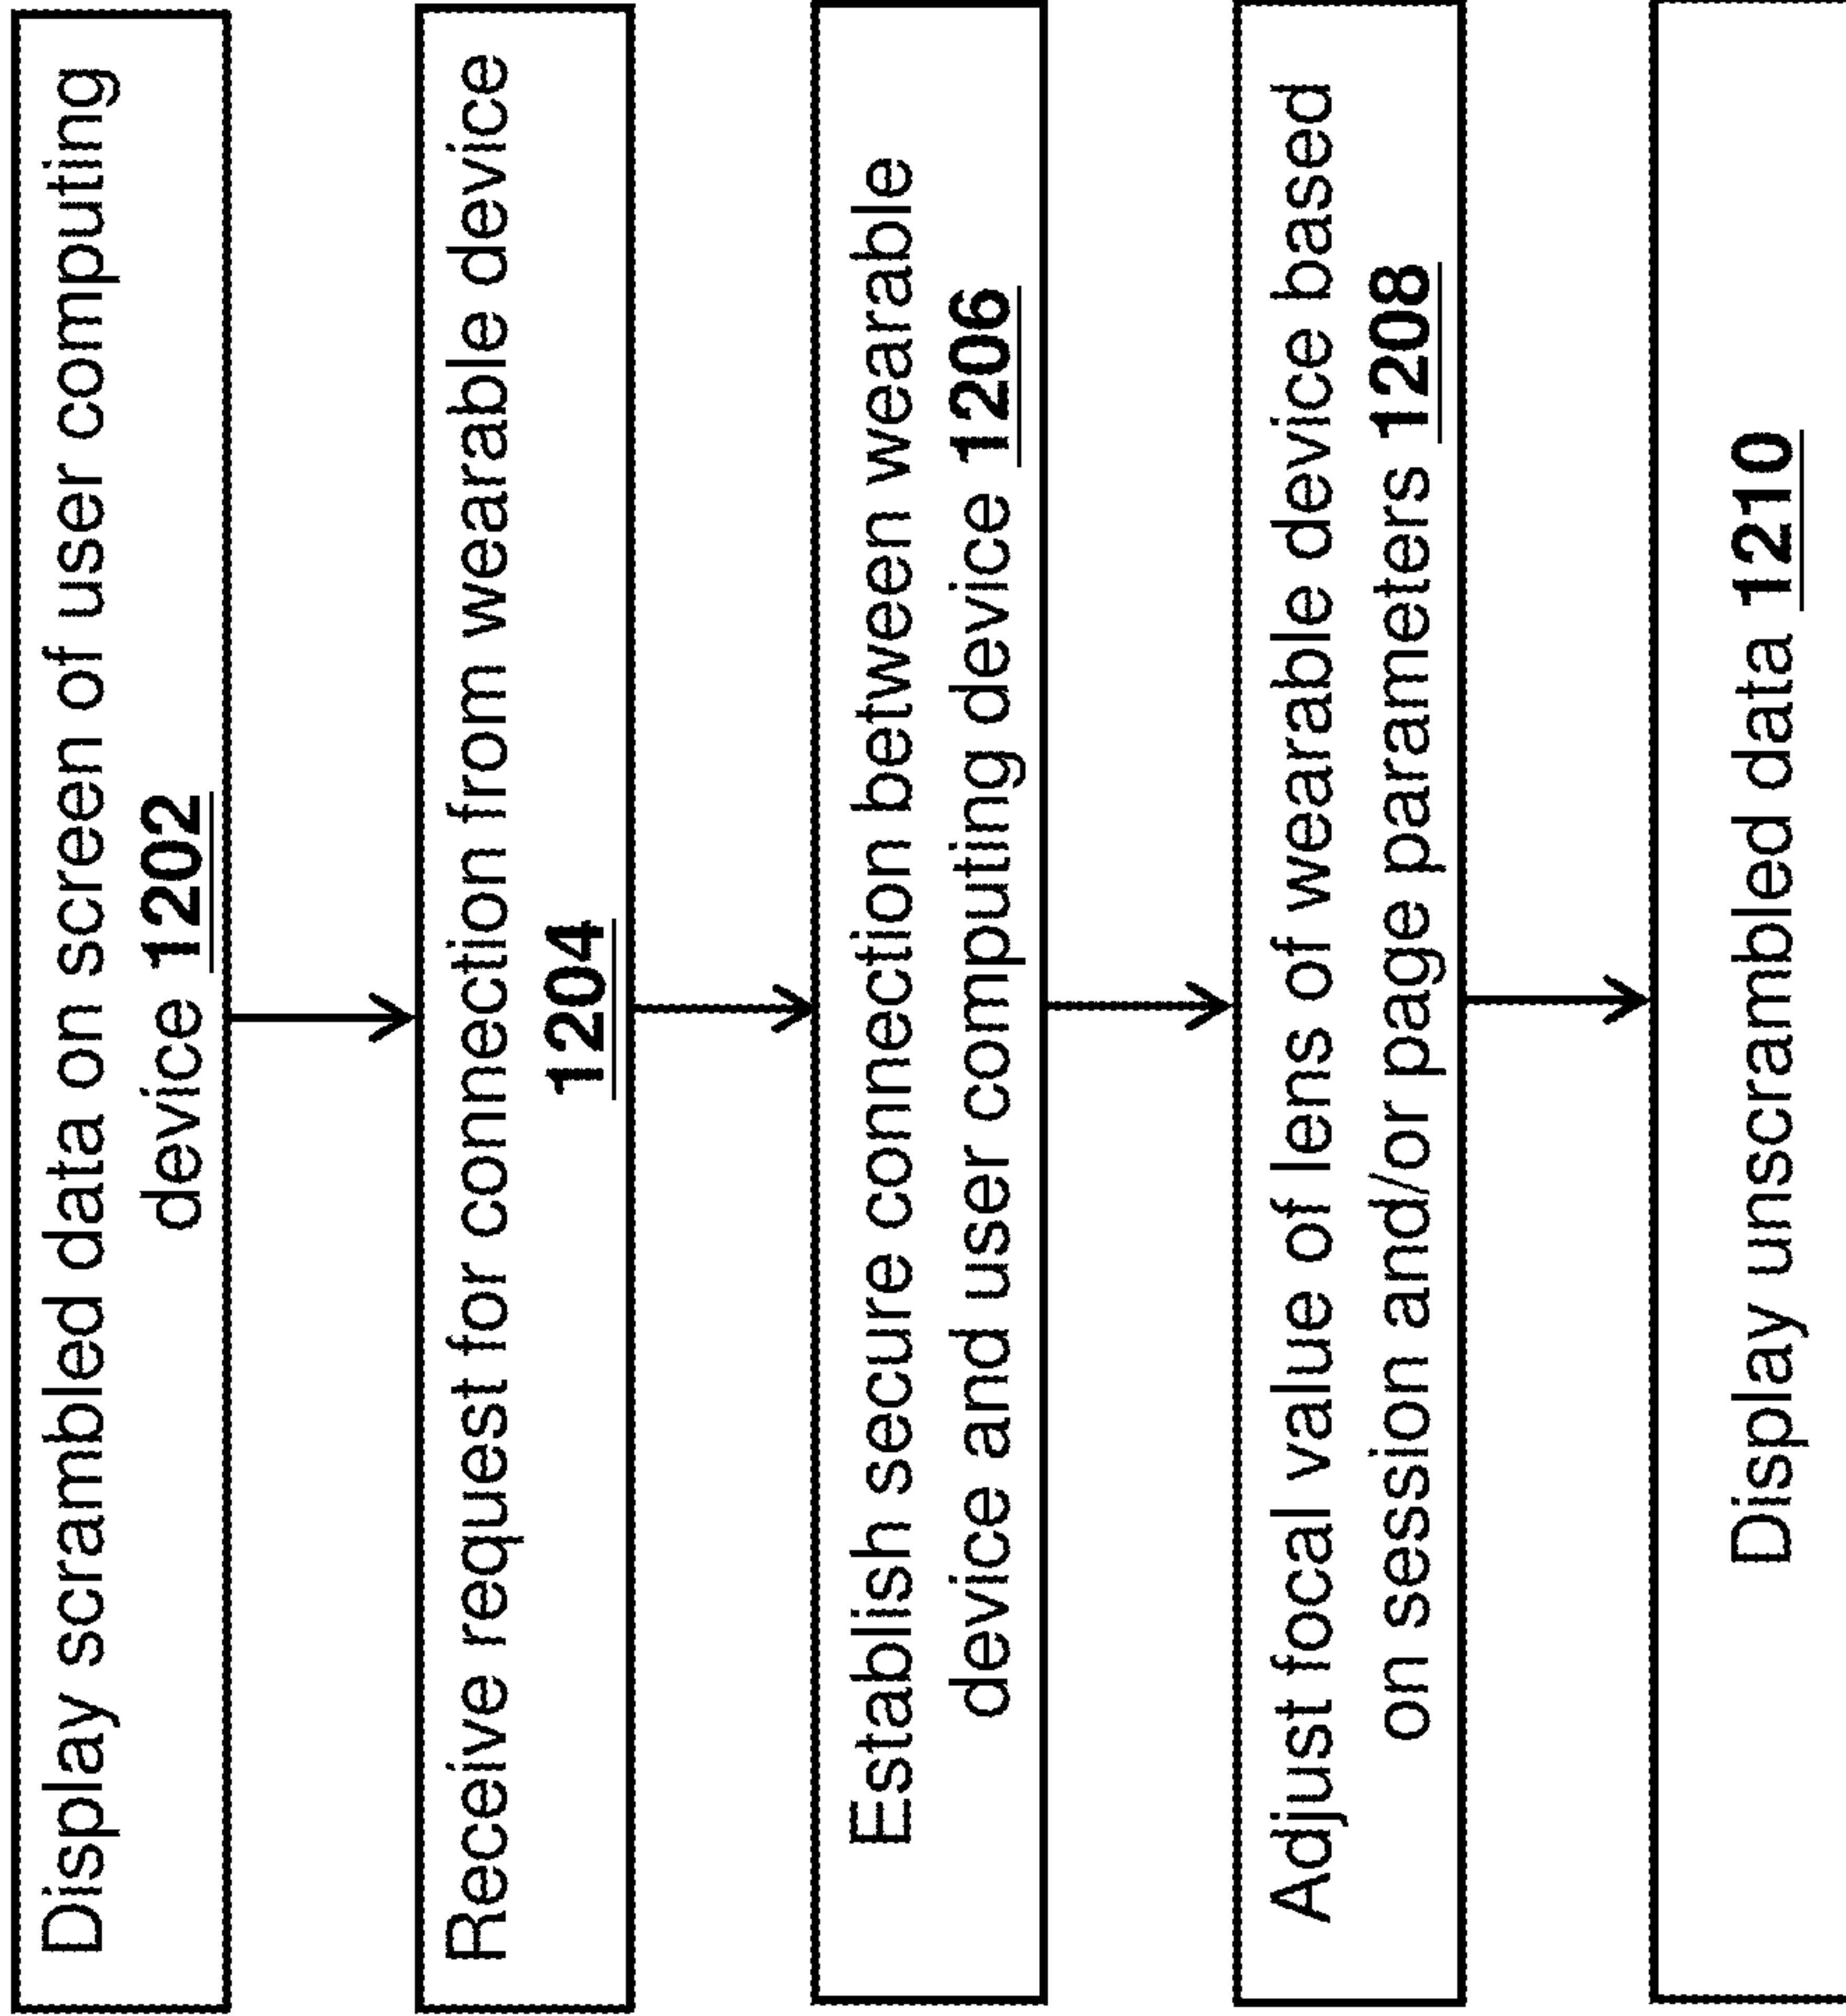 Display scrambled data on screen of user computing
device 1202
Receive request for connection from wearable device
1204
Establish secure connection between wearable
device and user computing device 1206
Adjust focal value of lens of wearable device based
on session and/or page parameters 1208
Display unscrambled data 1210